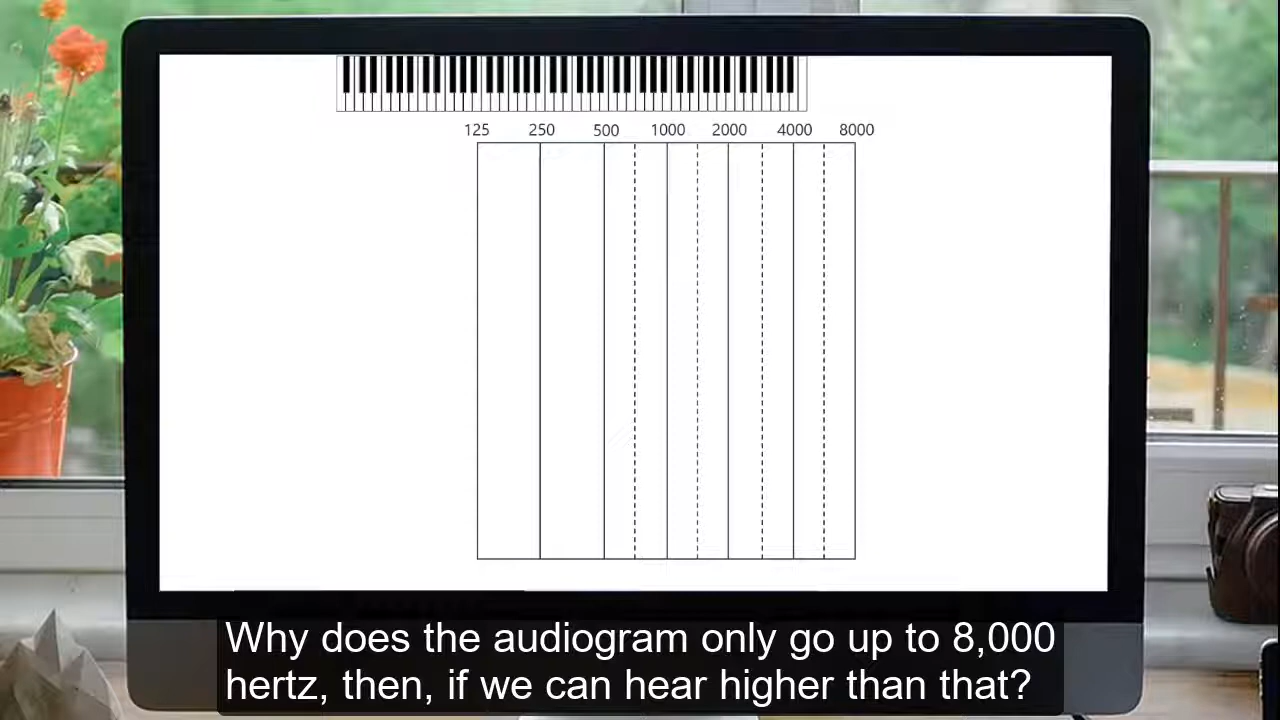 125 250 500 1000 2000 4000 8000
Why does the audiogram only go up to 8,000
hertz, then, if we can hear higher than that?